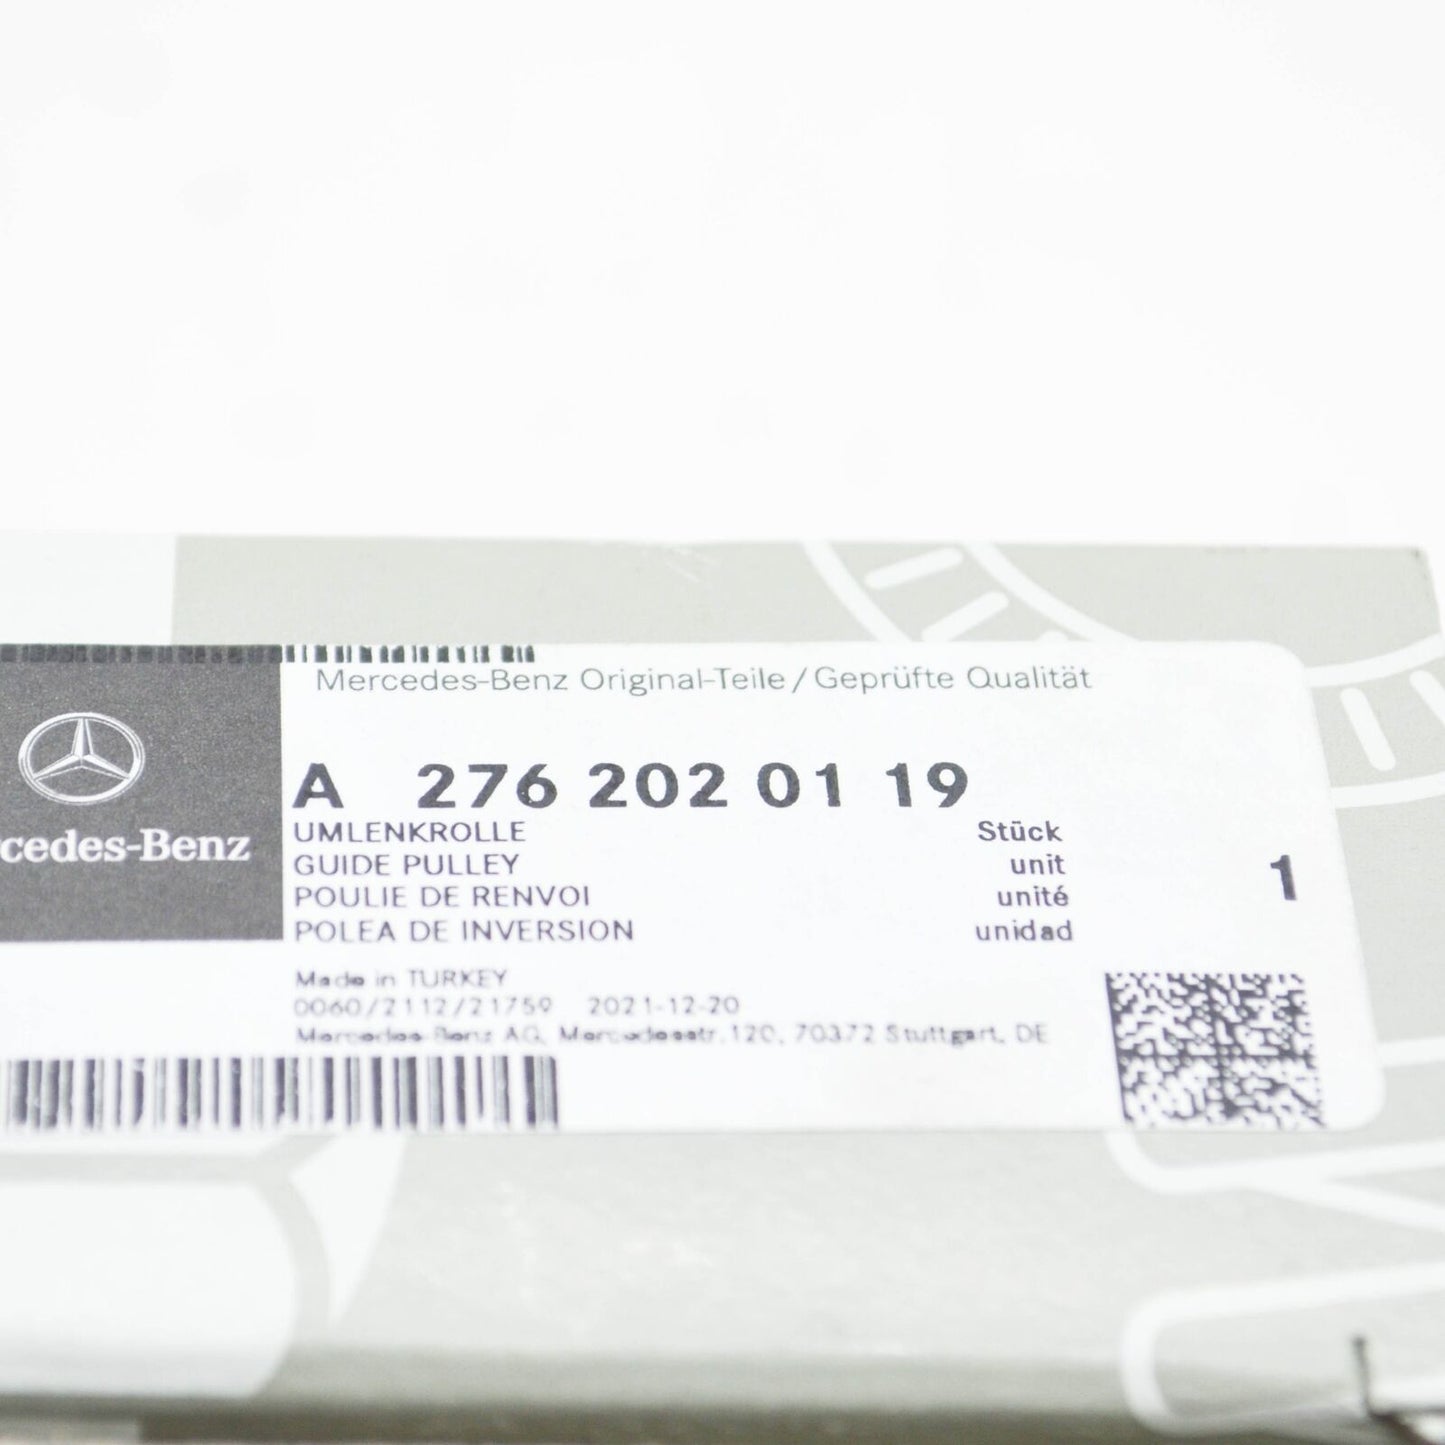 Mercedes-Benz Original-Teile / Geprüfte Qualität
A 276 202 01 19
rcedes-Benz
UMLENKROLLE Stück
GUIDE PULLEY unit
POULIE DE RENVOI unité 1
POLEA DE INVERSION unidad
Made in TURKEY
0060/2112/21759 2021-12-20
Mercedes-Benz AG, Mercedesstr.120, 70372 Stuttgart, DE